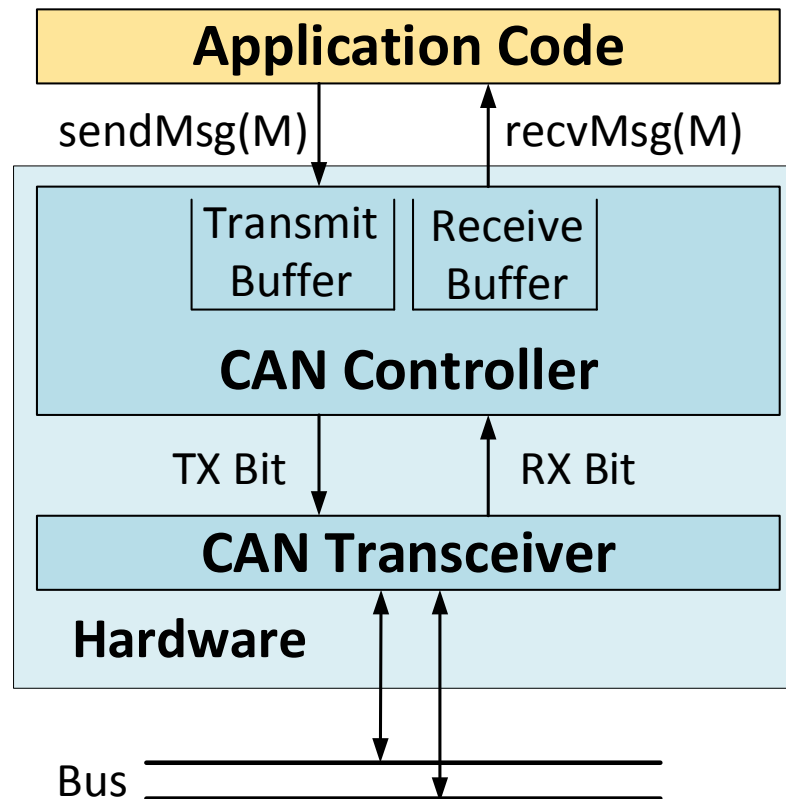 Application Code
sendMsg(M)
recvMsg(M)
Transmit
Buffer
Receive
Buffer
CAN Controller
TX Bit
RX Bit
CAN Transceiver
Hardware
Bus